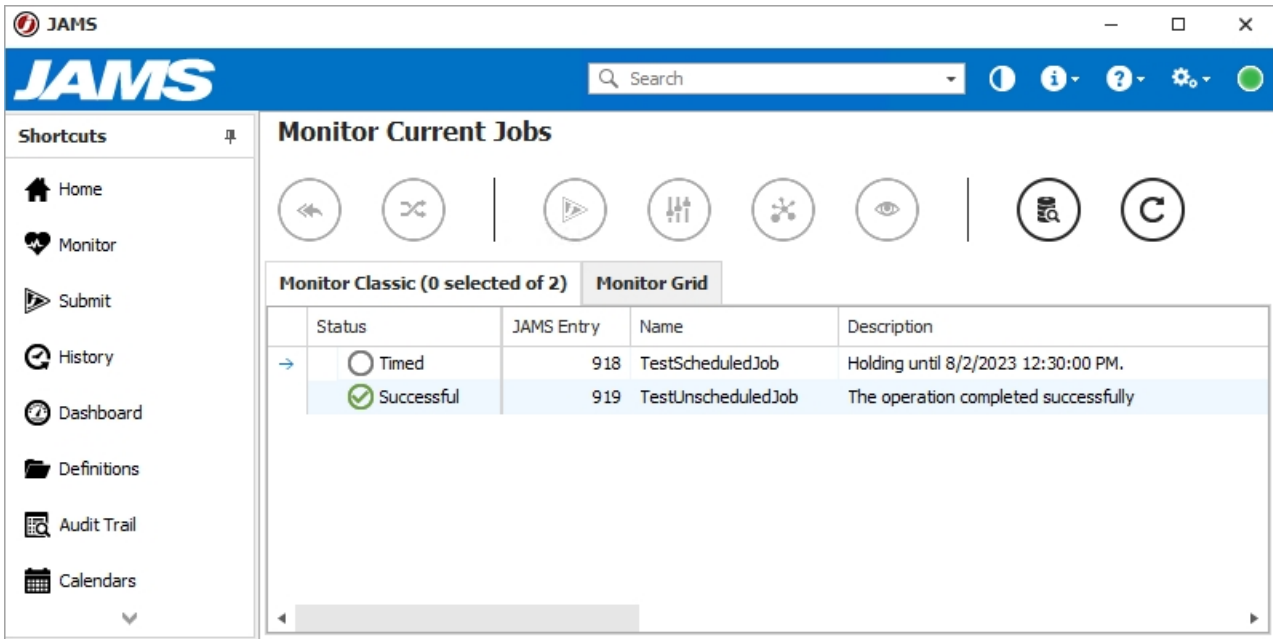 JAMS
JAMS
Search
Shortcuts
Home
Monitor
Submit
History
Dashboard
Definitions
Audit Trail
Calendars
Monitor Current Jobs
Monitor Classic (0 selected of 2) Monitor Grid
Status JAMS Entry Name Description
Timed 918 TestScheduledJob Holding until 8/2/2023 12:30:00 PM.
Successful 919 TestUnscheduledJob The operation completed successfully